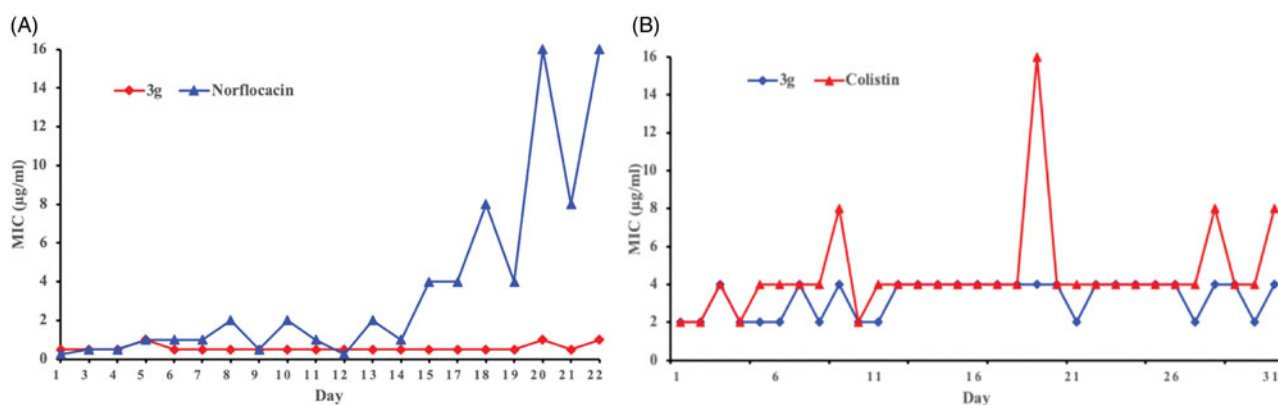 (A)
16
14
12
10
8
6
4
2
0
MIC (µg/ml)
3g
Norflocacin
1 3 4 5 6 7 8 9 10 11 12 13 14 15 17 18 19 20 21 22
Day
(B)
16
14
12
10
8
6
4
2
0
MIC (µg/ml)
3g
Colistin
1 6 11 16 21 26 31
Day